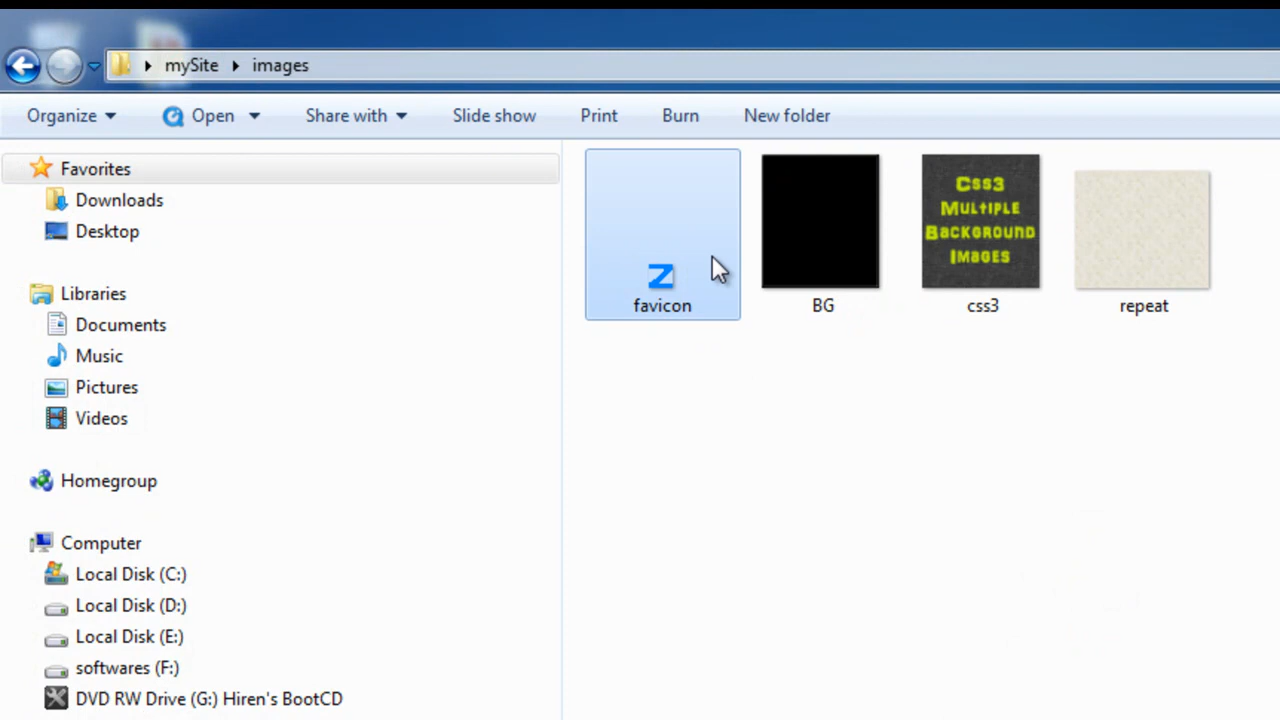 mySite images
Organize Open Share with Slide show Print Burn New folder
Favorites
Downloads
Desktop
Libraries
Documents
Music
Pictures
Videos
Homegroup
Computer
Local Disk (C:)
Local Disk (D:)
Local Disk (E:)
softwares (F:)
DVD RW Drive (G:) Hiren's BootCD
Z
Css3
Multiple
Background
Images
favicon BG css3 repeat